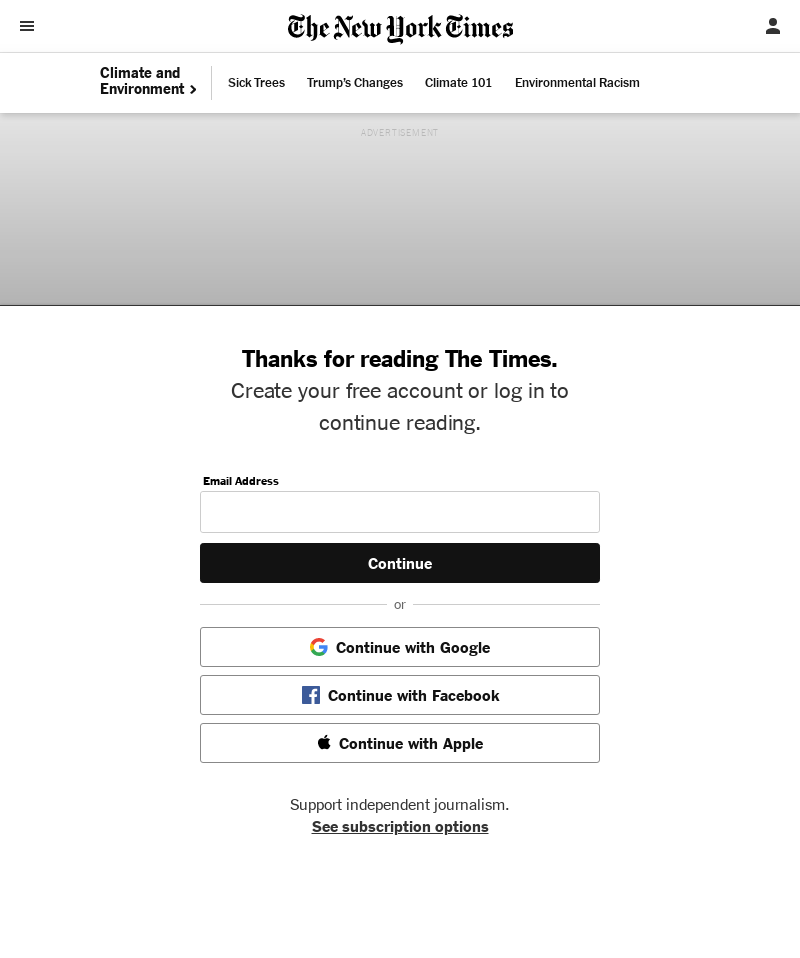 The New York Times
Climate and
Environment
Sick Trees
Trump's Changes
Climate 101
Environmental Racism
ADVERTISEMENT
Thanks for reading The Times.
Create your free account or log in to
continue reading.
Email Address
Continue
or
Continue with Google
Continue with Facebook
Continue with Apple
Support independent journalism.
See subscription options